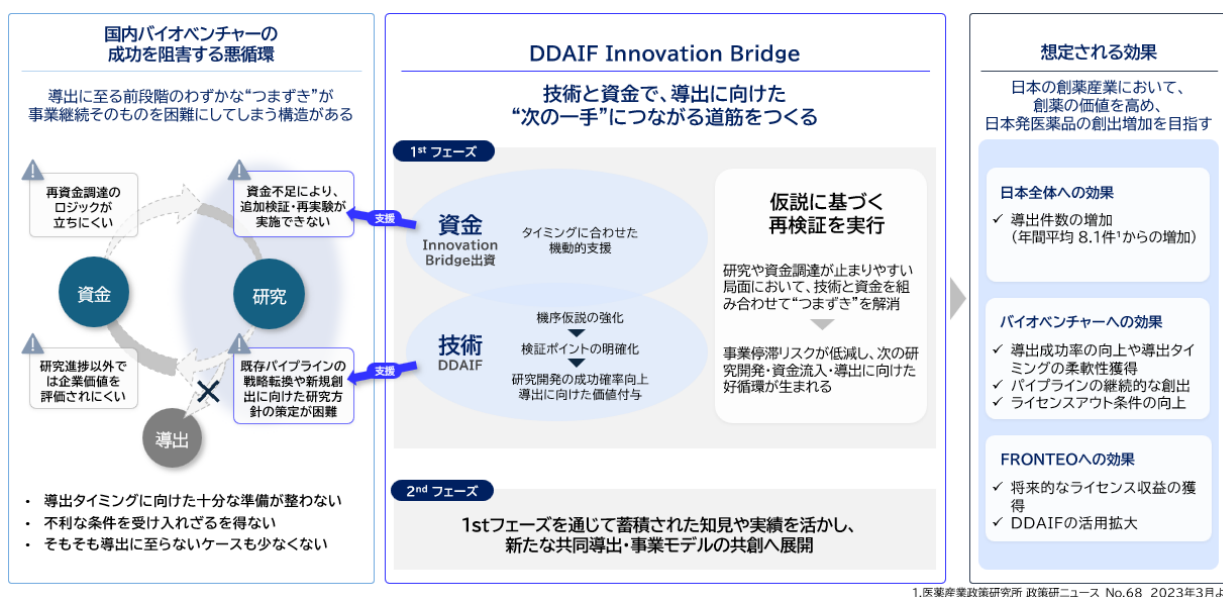 国内バイオベンチャーの
成功を阻害する悪循環
導出に至る前段階のわずかな“つまずき”が
事業継続そのものを困難にしてしまう構造がある
再資金調達の
ロジックが
立ちにくい
資金不足により、
追加検証・再実験が
実施できない
資金
研究
研究進捗以外で
は企業価値を
評価されにくい
既存パイプラインの
戦略転換や新規創
出に向けた研究方
針の策定が困難
導出
• 導出タイミングに向けた十分な準備が整わない
• 不利な条件を受け入れざるを得ない
• そもそも導出に至らないケースも少なくない
DDAIF Innovation Bridge
技術と資金で、導出に向けた
“次の一手”につながる道筋をつくる
1st フェーズ
支援
資金
Innovation
Bridge出資
タイミングに合わせた
機動的支援
支援
技術
DDAIF
機序仮説の強化
検証ポイントの明確化
研究開発の成功確率向上
導出に向けた価値付与
仮説に基づく
再検証を実行
研究や資金調達が止まりやすい
局面において、技術と資金を組
み合わせて“つまずき”を解消
事業停滞リスクが低減し、次の研
究開発・資金流入・導出に向けた
好循環が生まれる
2nd フェーズ
1stフェーズを通じて蓄積された知見や実績を活かし、
新たな共同導出・事業モデルの共創へ展開
想定される効果
日本の創薬産業において、
創薬の価値を高め、
日本発医薬品の創出増加を目指す
日本全体への効果
✓ 導出件数の増加
(年間平均 8.1件¹からの増加)
バイオベンチャーへの効果
✓ 導出成功率の向上や導出タイ
ミングの柔軟性獲得
✓ パイプラインの継続的な創出
✓ ライセンスアウト条件の向上
FRONTEOへの効果
✓ 将来的なライセンス収益の獲
得
✓ DDAIFの活用拡大
1.医薬産業政策研究所 政策研ニュース No.68 2023年3月よ